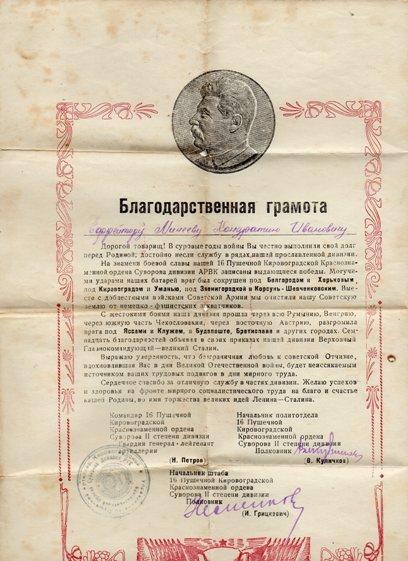 Благодарственная грамота
Ефрейтору Минееву Кондратию Ивановичу
Дорогой товарищ! В суровые годы войны Вы честно выполнили свой долг
перед Родиной, достойно несли службу в рядах нашей прославленной дивизии.
На знамени боевой славы нашей 16 Пушечной Кировоградской Краснозна-
мённой ордена Суворова дивизии АРВК записаны выдающиеся победы. Могучи-
ми ударами наших батарей враг был сокрушен под Белгородом и Харьковым,
под Кировоградом и Уманью, под Звенигородкой и Корсунь-Шевченковским. Вме-
сте с доблестными войсками Советской Армии мы очистили нашу Советскую
землю от немецко-фашистских захватчиков.
С жестокими боями наша дивизия прошла через всю Румынию, Венгрию,
через южную часть Чехословакии, через восточную Австрию, разгромила
врага под Яссами и Клужем, у Будапешта, Братиславы и других городах. Сем-
надцать благодарностей объявил в своих приказах нашей дивизии Верховный
Главнокомандующий—великий Сталин.
Выражаю уверенность, что безграничная любовь к советской Отчизне,
вдохновлявшая Вас в дни Великой Отечественной войны, будет неиссякаемым
источником ваших трудовых подвигов в дни мирного труда.
Сердечное спасибо за отличную службу в частях дивизии. Желаю успехов
и здоровья на фронте мирного социалистического труда на благо и счастье
нашей Родины, во имя торжества великих идей Ленина—Сталина.
Командир 16 Пушечной
Кировоградской
Краснознаменной ордена
Суворова II степени дивизии
Гвардии генерал-лейтенант
артиллерии
(И. Петров)
Начальник политотдела
16 Пушечной
Кировоградской
Краснознаменной ордена
Суворова II степени дивизии
Полковник
(В. Куличков)
Начальник штаба
16 Пушечной Кировоградской
Краснознаменной ордена
Суворова II степени дивизии
Полковник
(И. Грицкевич)